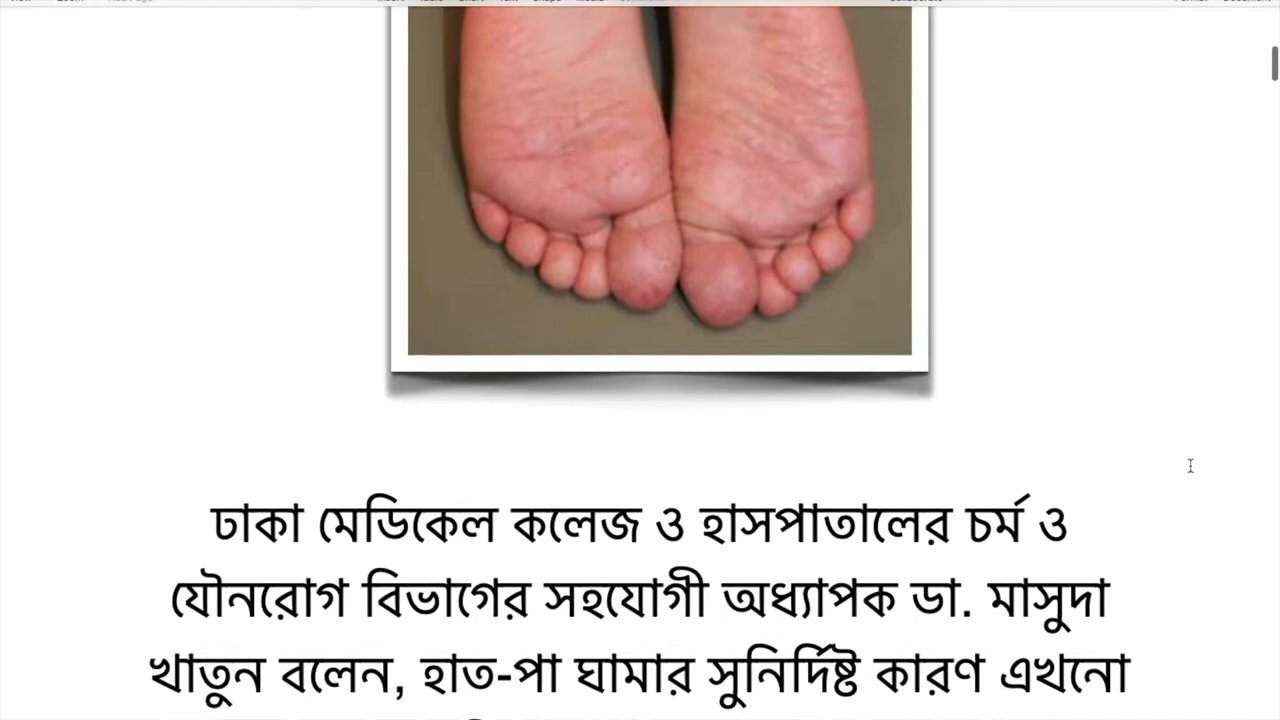 ঢাকা মেডিকেল কলেজ ও হাসপাতালের চর্ম ও
যৌনরোগ বিভাগের সহযোগী অধ্যাপক ডা. মাসুদা
খাতুন বলেন, হাত-পা ঘামার সুনির্দিষ্ট কারণ এখনো